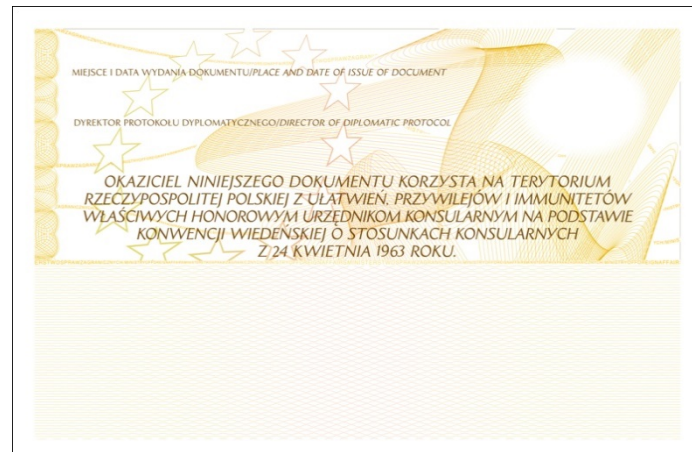 MIEJSCE I DATA WYDANIA DOKUMENTU/PLACE AND DATE OF ISSUE OF DOCUMENT
DYREKTOR PROTOKOŁU DYPLOMATYCZNEGO/DIRECTOR OF DIPLOMATIC PROTOCOL
OKAZICIEL NINIEJSZEGO DOKUMENTU KORZYSTA NA TERYTORIUM
RZECZYPOSPOLITEJ POLSKIEJ Z UŁATWIEŃ, PRZYWILEJÓW I IMMUNITETÓW
WŁAŚCIWYCH HONOROWYM URZĘDNIKOM KONSULARNYM NA PODSTAWIE
KONWENCJI WIEDEŃSKIEJ O STOSUNKACH KONSULARNYCH
Z 24 KWIETNIA 1963 ROKU.